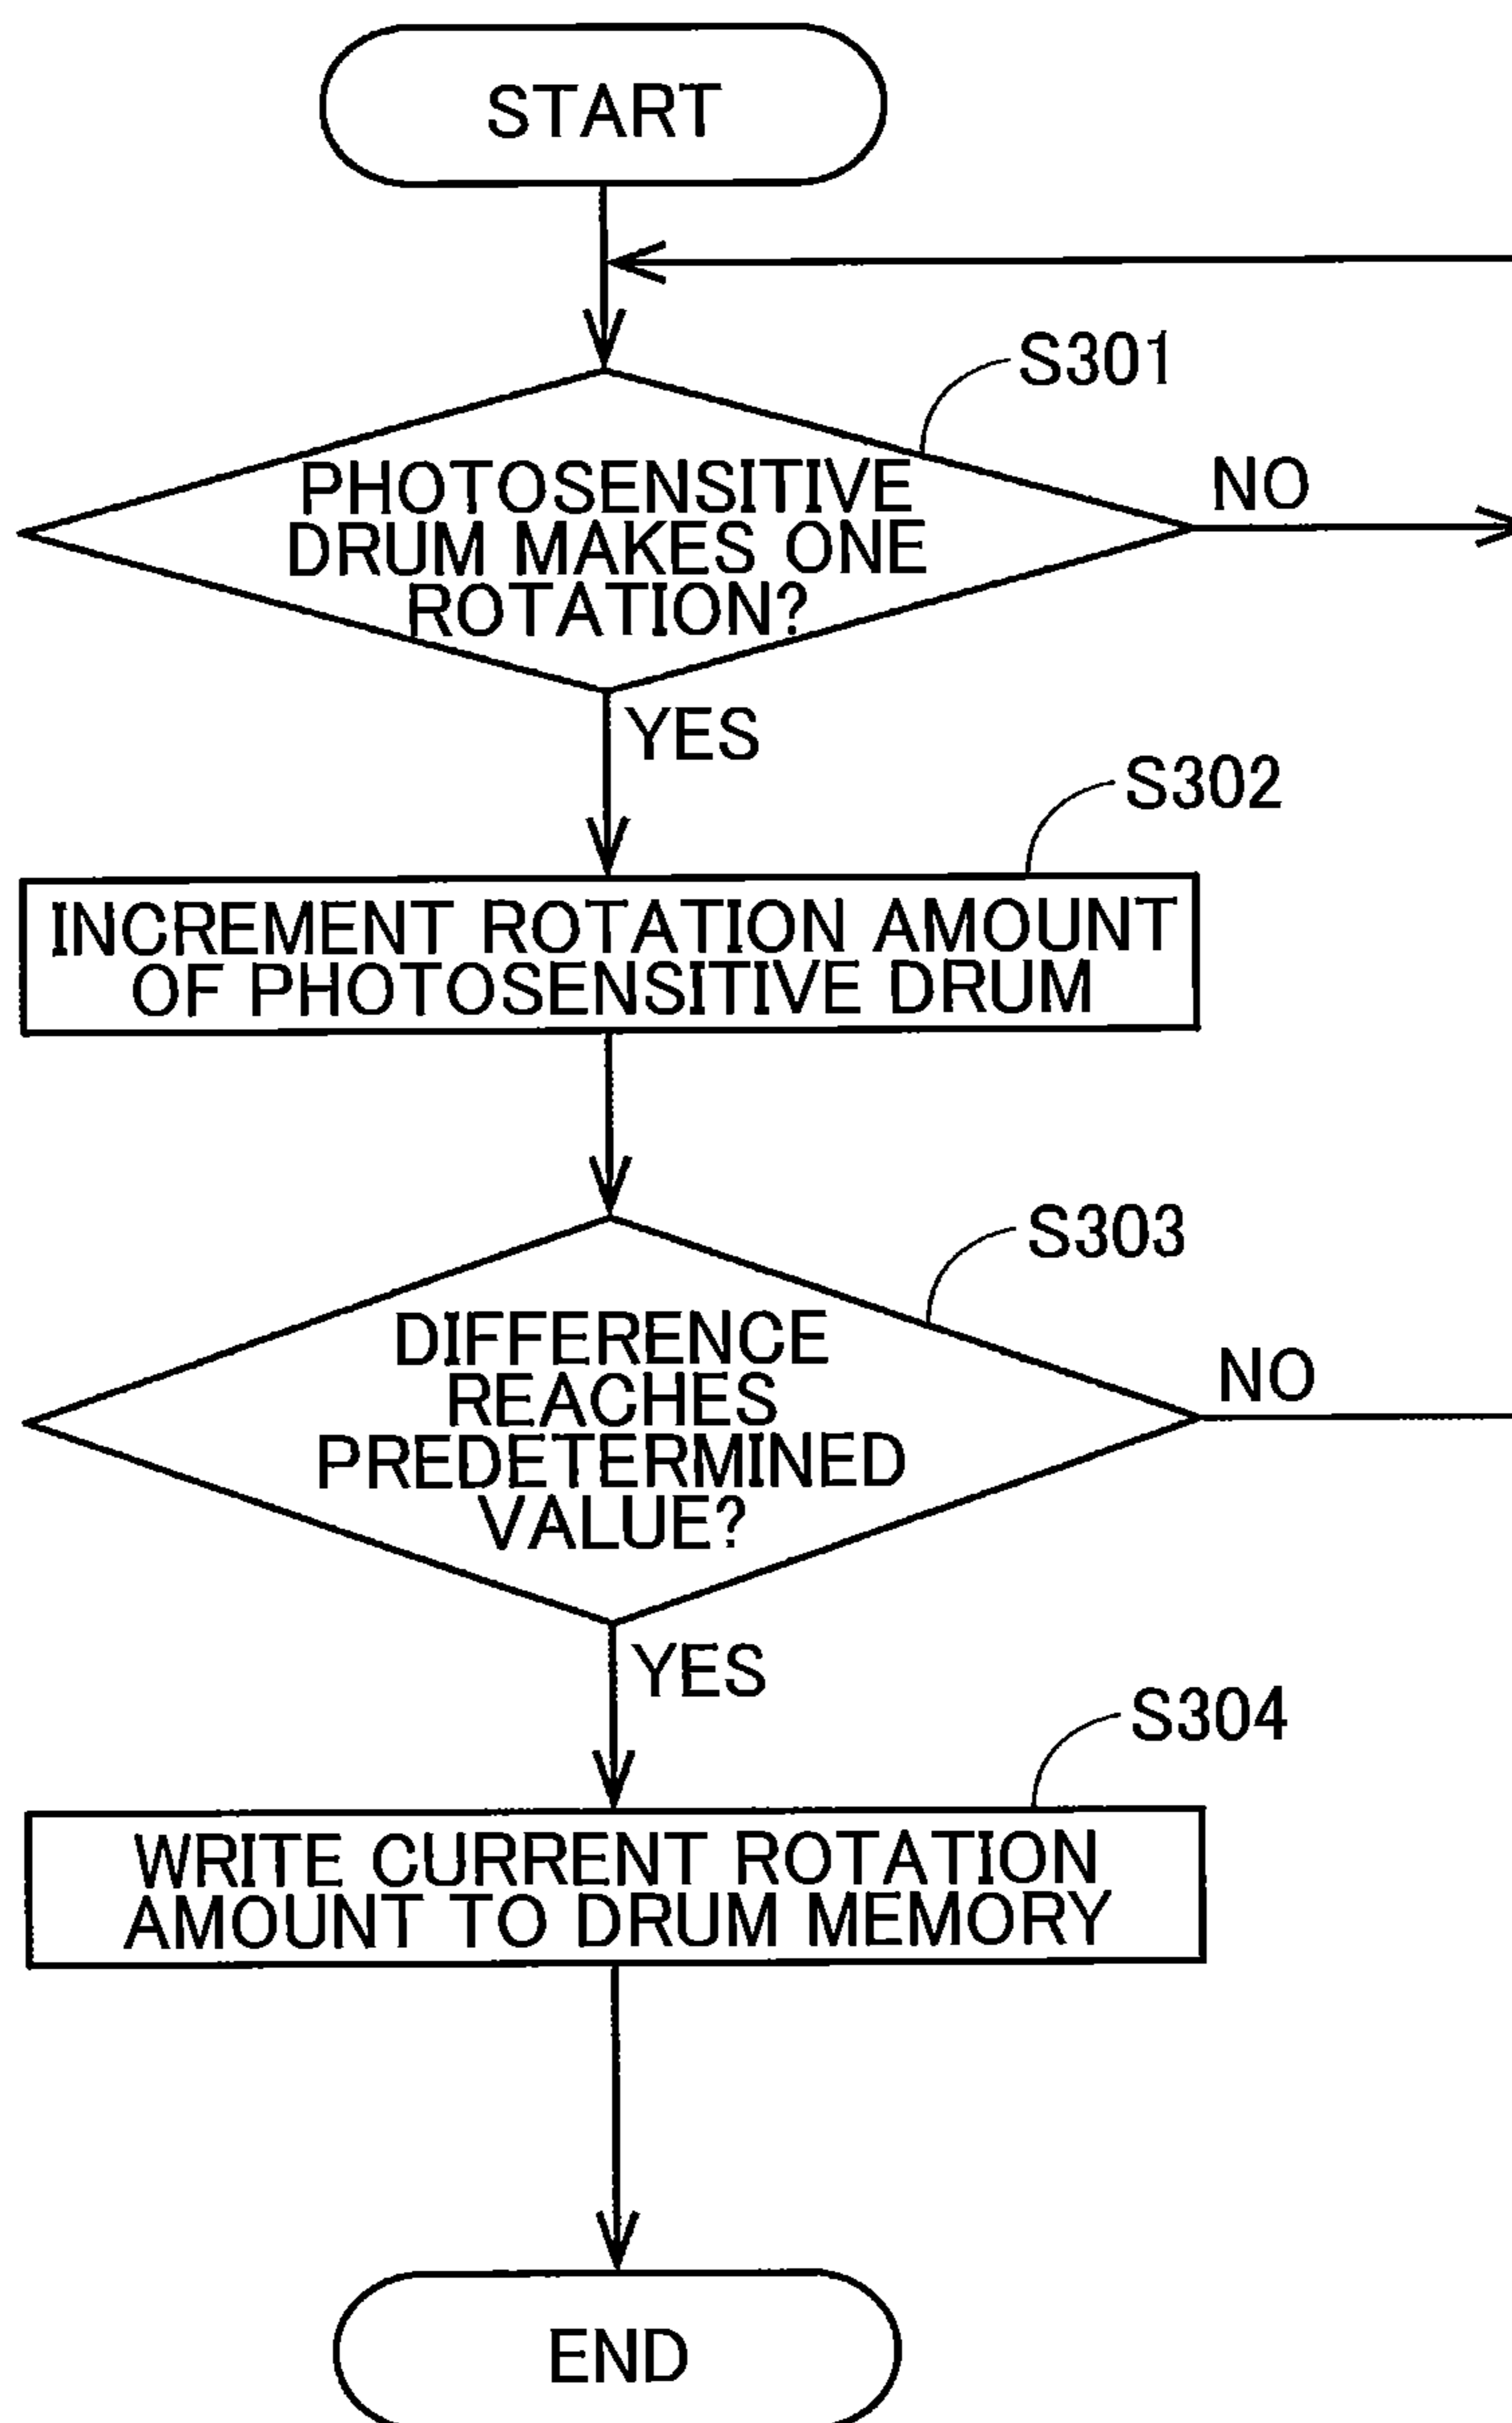 START
S301
PHOTOSENSITIVE
DRUM MAKES ONE
ROTATION?
NO
YES
S302
INCREMENT ROTATION AMOUNT
OF PHOTOSENSITIVE DRUM
S303
DIFFERENCE
REACHES
PREDETERMINED
VALUE?
NO
YES
S304
WRITE CURRENT ROTATION
AMOUNT TO DRUM MEMORY
END